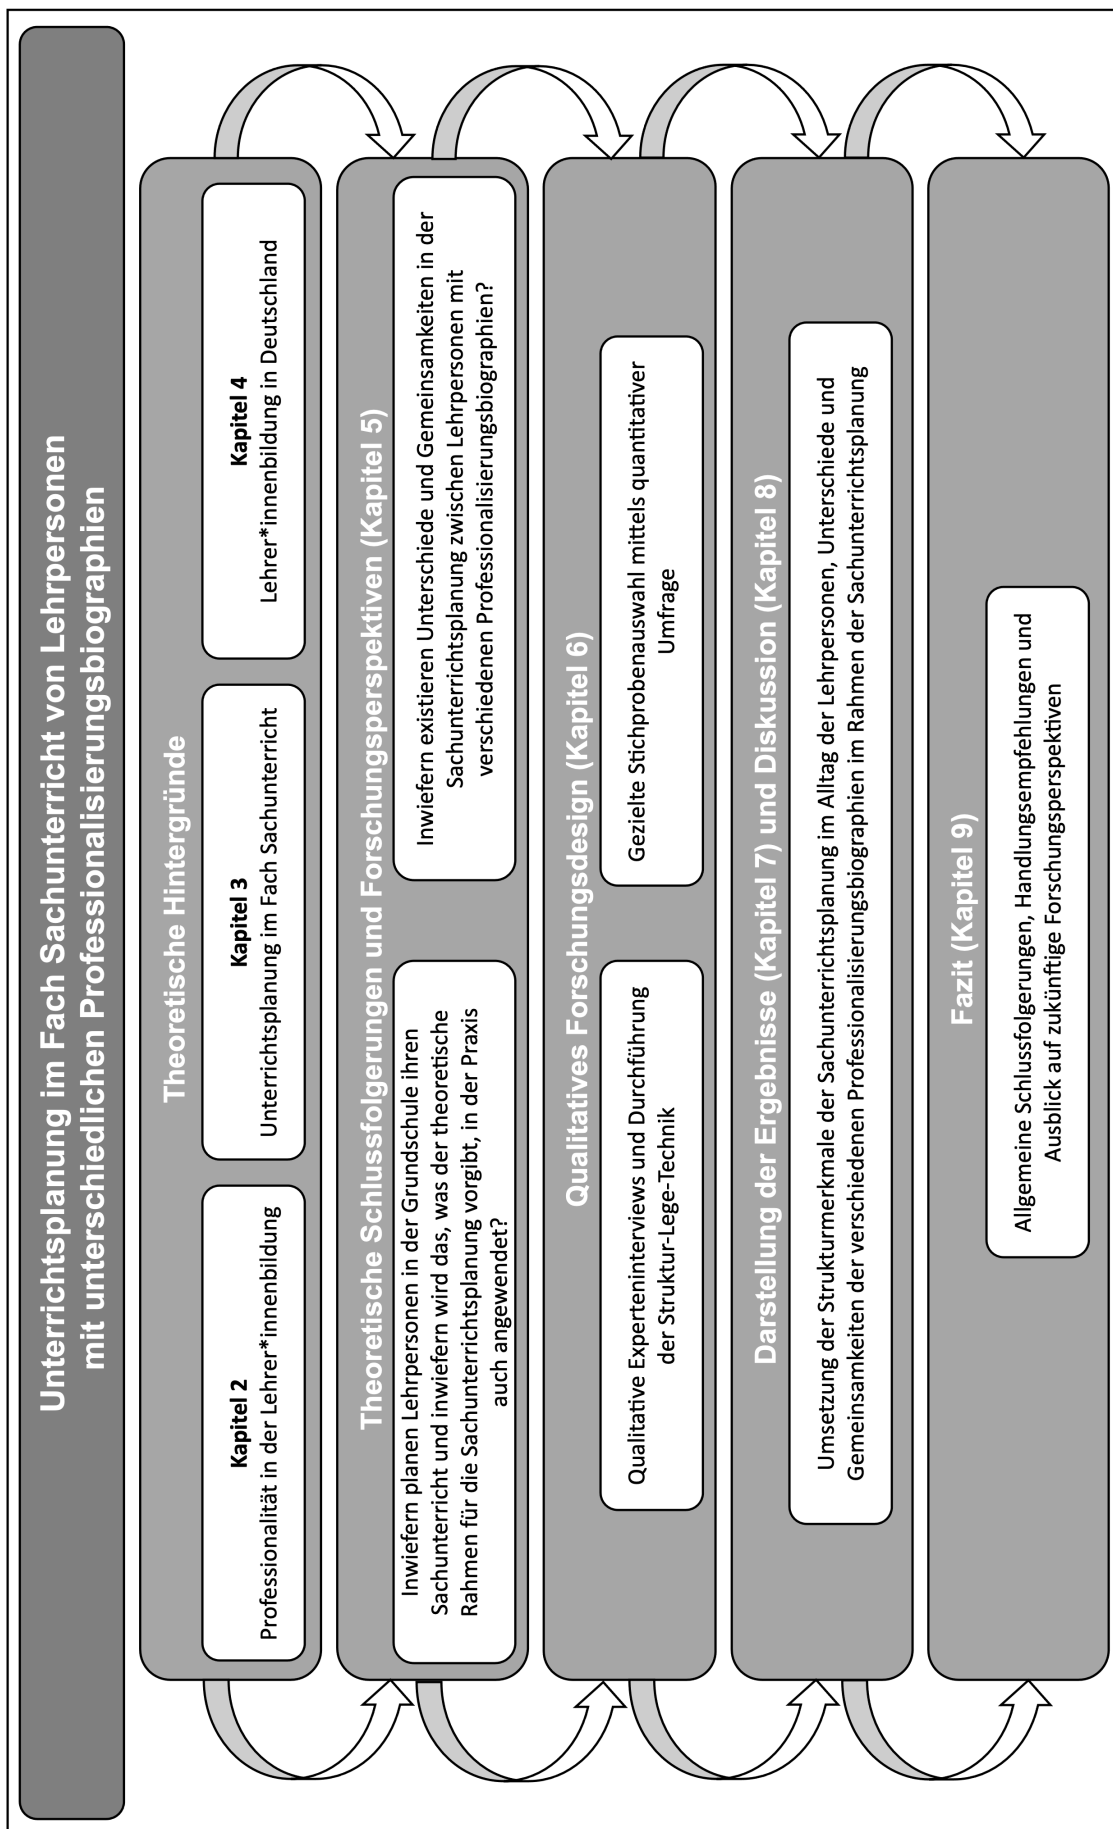 Unterrichtsplanung im Fach Sachunterricht von Lehrpersonen
mit unterschiedlichen Professionalisierungsbiographien
Theoretische Hintergründe
Kapitel 2
Professionalität in der Lehrer*innenbildung
Kapitel 3
Unterrichtsplanung im Fach Sachunterricht
Kapitel 4
Lehrer*innenbildung in Deutschland
Theoretische Schlussfolgerungen und Forschungsperspektiven (Kapitel 5)
Inwiefern planen Lehrpersonen in der Grundschule ihren
Sachunterricht und inwiefern wird das, was der theoretische
Rahmen für die Sachunterrichtsplanung vorgibt, in der Praxis
auch angewendet?
Inwiefern existieren Unterschiede und Gemeinsamkeiten in der
Sachunterrichtsplanung zwischen Lehrpersonen mit
verschiedenen Professionalisierungsbiographien?
Qualitatives Forschungsdesign (Kapitel 6)
Qualitative Experteninterviews und Durchführung
der Struktur-Lege-Technik
Gezielte Stichprobenauswahl mittels quantitativer
Umfrage
Darstellung der Ergebnisse (Kapitel 7) und Diskussion (Kapitel 8)
Umsetzung der Strukturmerkmale der Sachunterrichtsplanung im Alltag der Lehrpersonen, Unterschiede und
Gemeinsamkeiten der verschiedenen Professionalisierungsbiographien im Rahmen der Sachunterrichtsplanung
Fazit (Kapitel 9)
Allgemeine Schlussfolgerungen, Handlungsempfehlungen und
Ausblick auf zukünftige Forschungsperspektiven